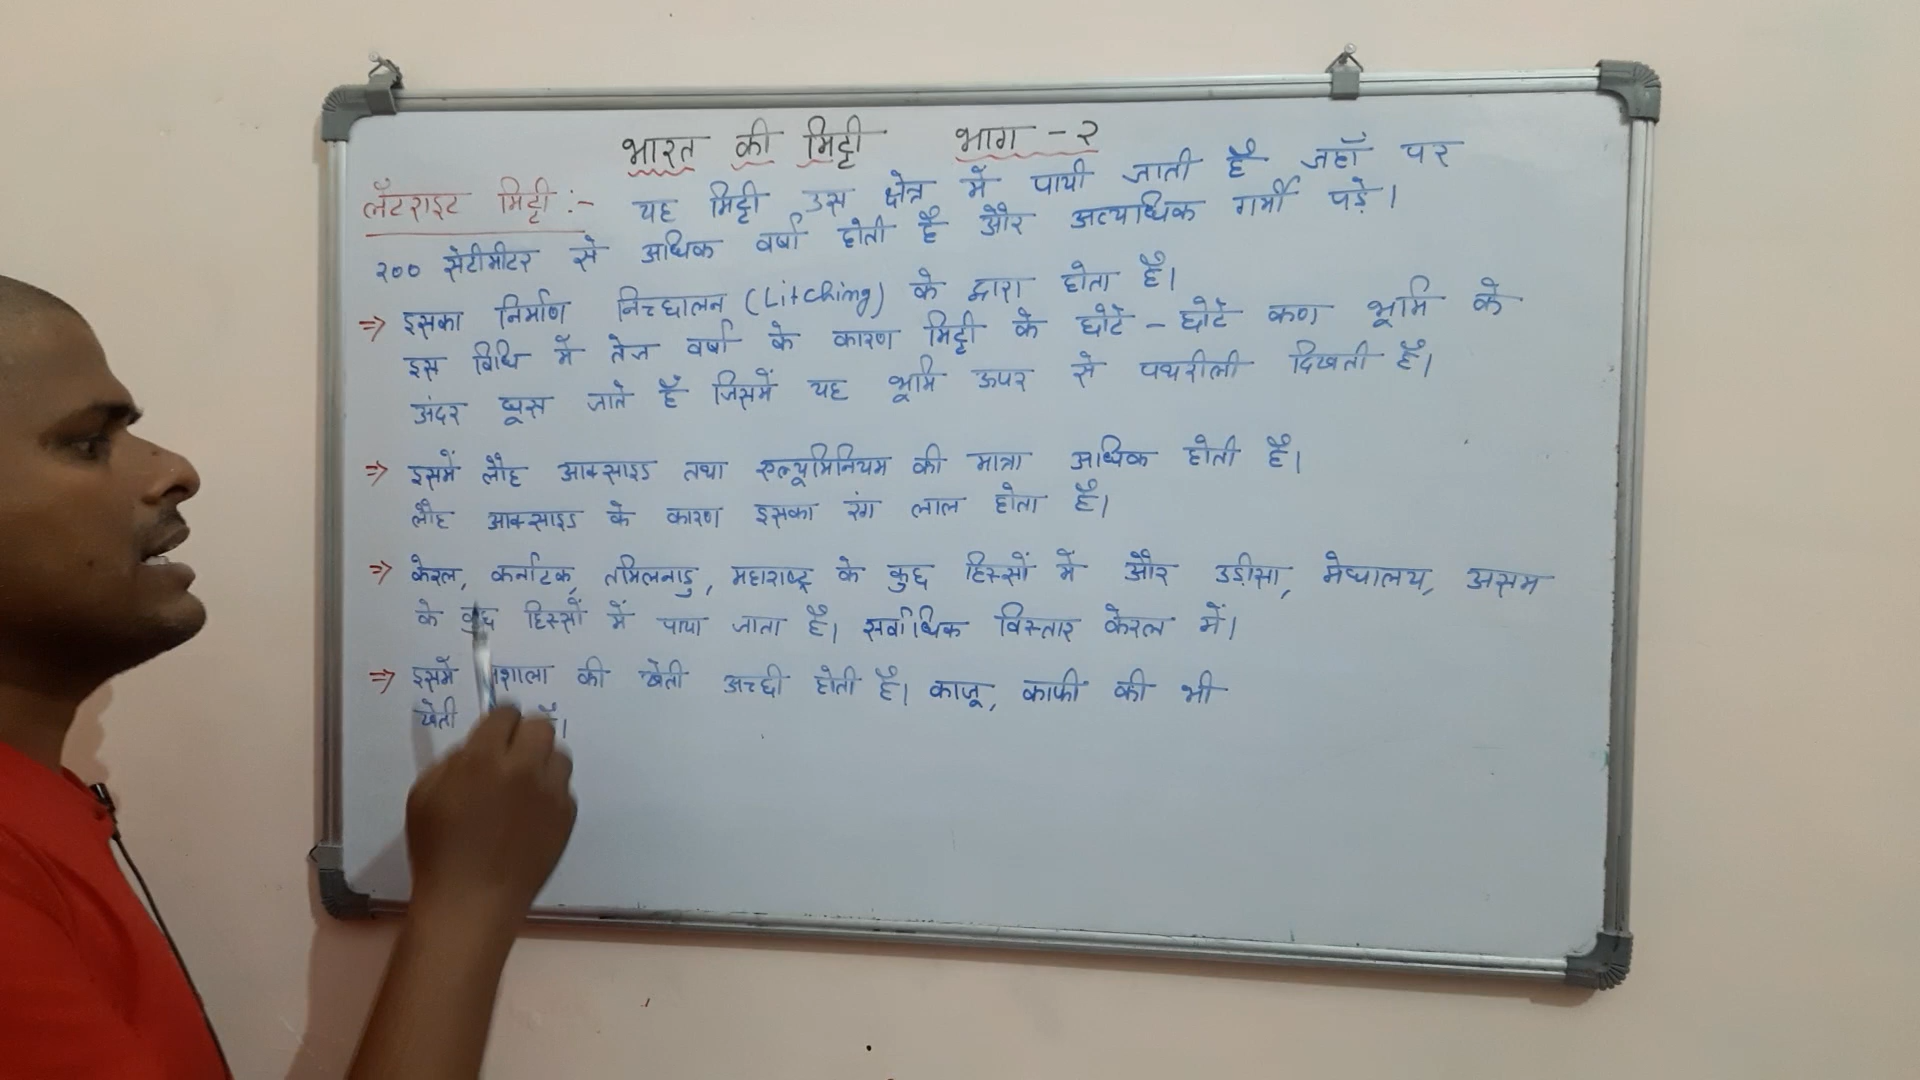 भारत की मिट्टी भाग - २
लॅटराइट मिट्टी :- यह मिट्टी उस क्षेत्र में पायी जाती है जहाँ पर
२०० सेटीमीटर से अधिक वर्षा होती है और अत्याधिक गर्मी पड़े।
⇒ इसका निर्माण निच्छालन (Litching) के द्वारा होता है।
इस विधि में तेज वर्षा के कारण मिट्टी के छोटे - छोटे कण भूमि के
अंदर घूस जाते हैं जिसमें यह भूमि ऊपर से पथरीली दिखती है।
⇒ इसमें लौह आक्साइड तथा एल्यूमिनियम की मात्रा अधिक होती है।
लौह आक्साइड के कारण इसका रंग लाल होता है।
⇒ केरल, कर्नाटक, तमिलनाडु, महाराष्ट्र के कुछ हिस्सों में और उड़ीसा, मेघालय, असम
के कुछ हिस्सों में पाया जाता है। सर्वाधिक विस्तार केरल में।
⇒ इसमें की खेती अच्छी होती है। काजू, काफी की भी
खेती है।